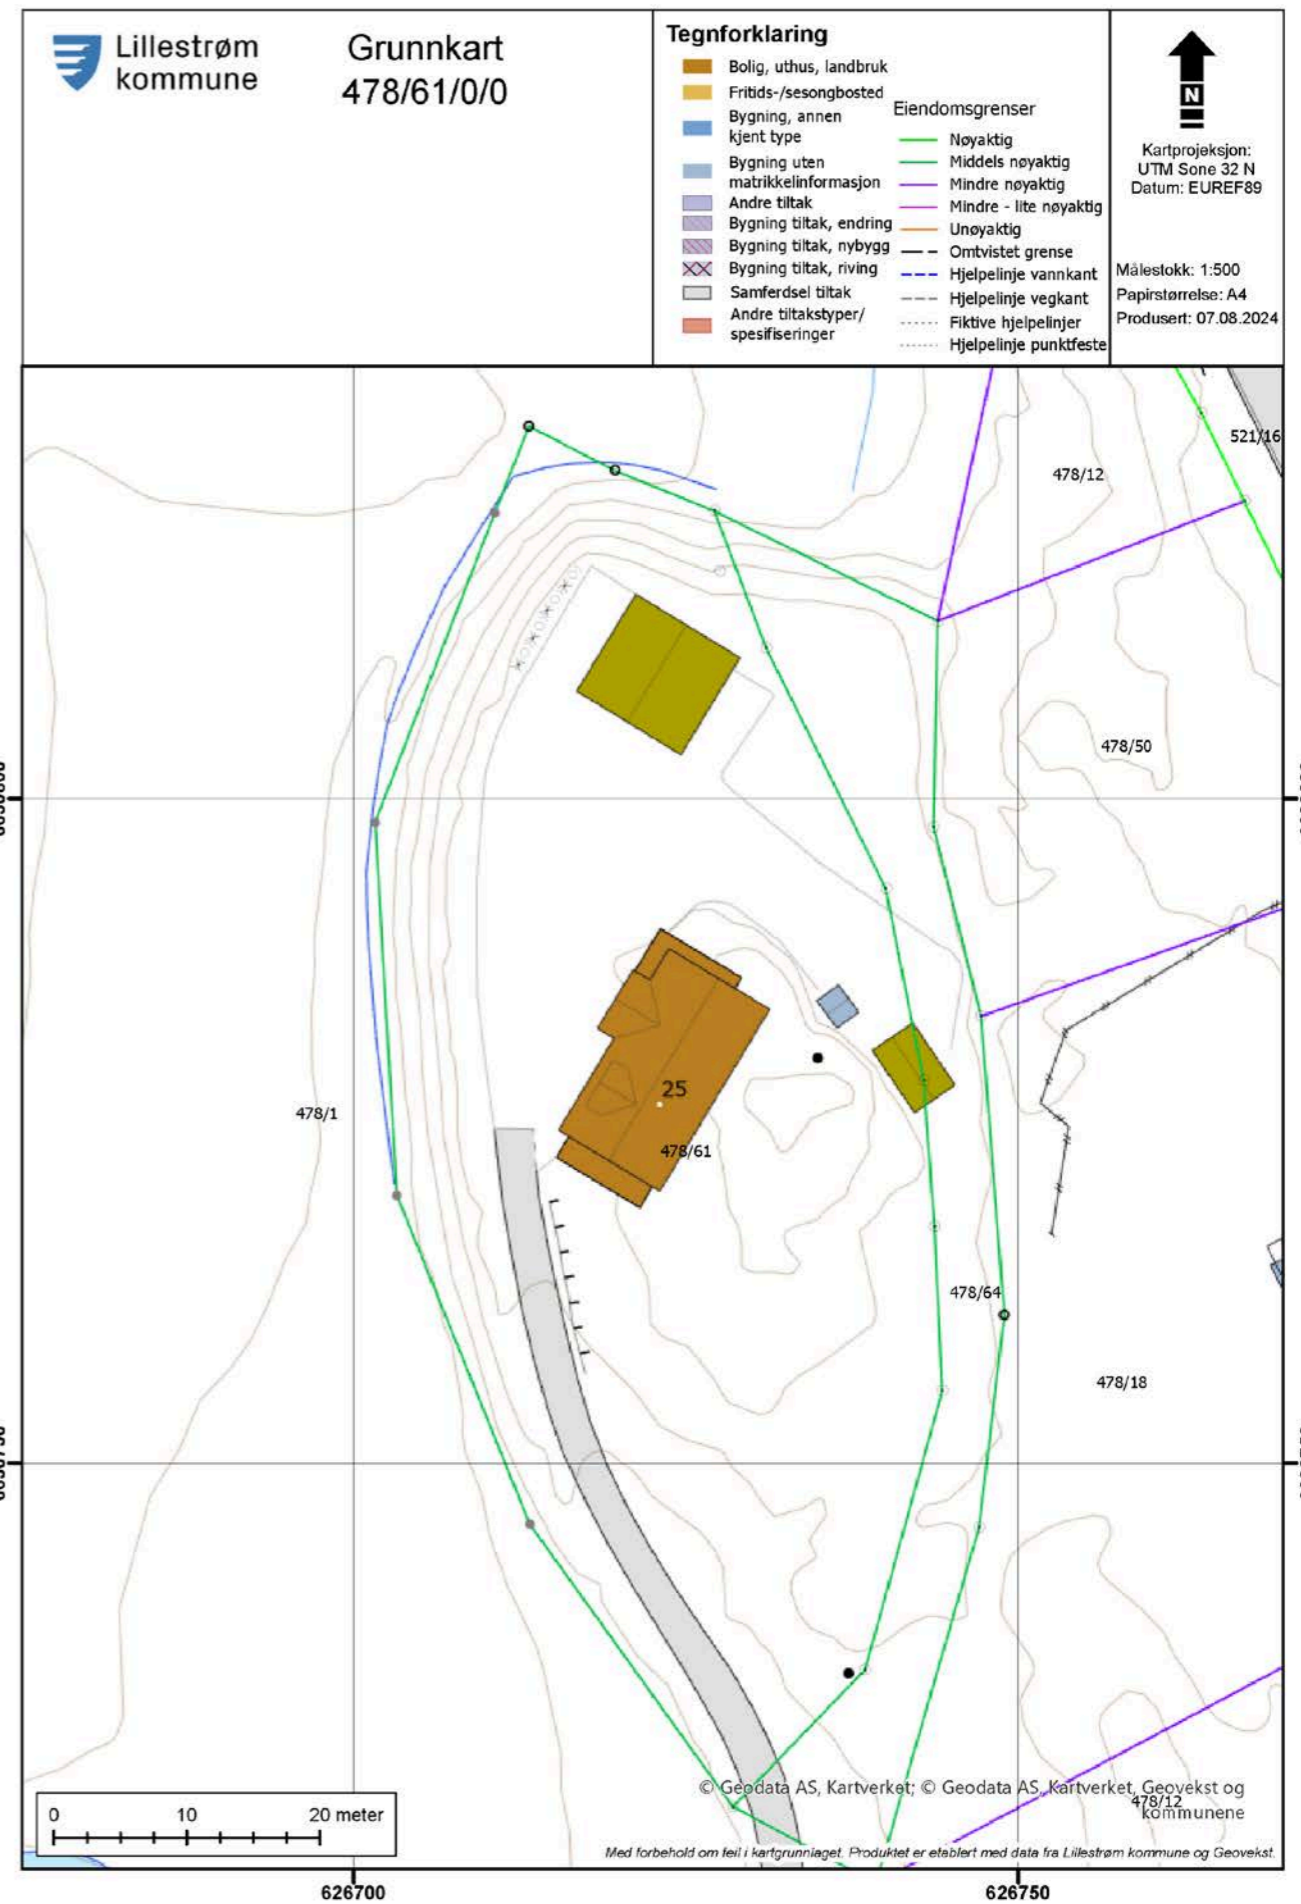 Lillestrøm
kommune
Grunnkart
478/61/0/0
Tegnforklaring
Bolig, uthus, landbruk
Fritids-/sesongbosted
Bygning, annen
kjent type
Bygning uten
matrikkelinformasjon
Andre tiltak
Bygning tiltak, endring
Bygning tiltak, nybygg
Bygning tiltak, riving
Samferdsel tiltak
Andre tiltakstyper/
spesifiseringer
Eiendomsgrenser
Nøyaktig
Middels nøyaktig
Mindre nøyaktig
Mindre - lite nøyaktig
Unøyaktig
Omtvistet grense
Hjelpelinje vannkant
Hjelpelinje vegkant
Fiktive hjelpelinjer
Hjelpelinje punktfeste
N
Kartprojeksjon:
UTM Sone 32 N
Datum: EUREF89
Målestokk: 1:500
Papirstørrelse: A4
Produsert: 07.08.2024
521/16
478/12
478/50
25
478/1
478/61
478/64
478/18
© Geodata AS, Kartverket; © Geodata AS, Kartverket, Geovekst og
kommunene
478/12
0 10 20 meter
Med forbehold om feil i kartgrunnlaget. Produktet er etablert med data fra Lillestrøm kommune og Geovekst.
626700 626750